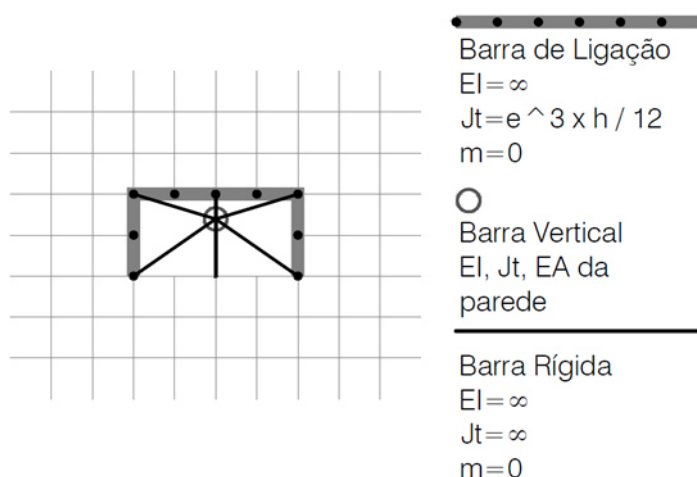 Barra de Ligação
EI=∞
Jt=e^3 x h / 12
m=0
Barra Vertical
EI, Jt, EA da
parede
Barra Rígida
EI=∞
Jt=∞
m=0